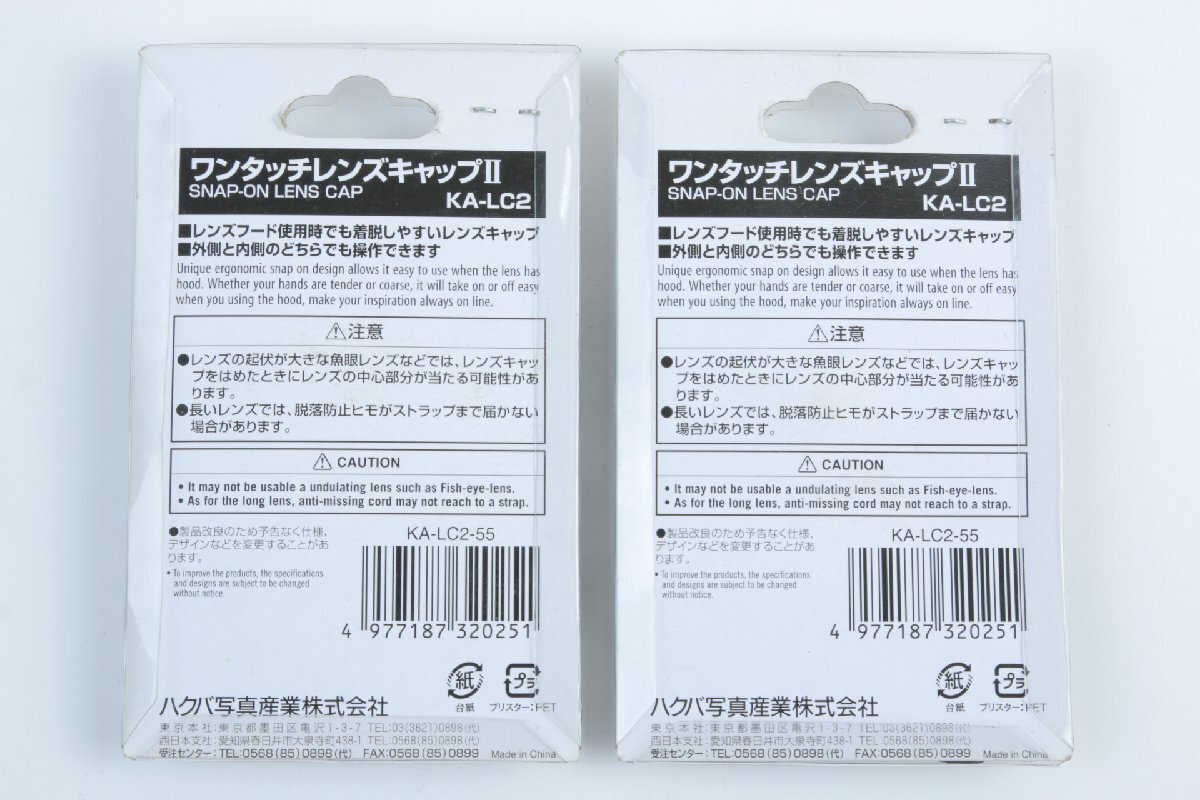 ワンタッチレンズキャップⅡ
SNAP-ON LENS CAP
KA-LC2
■レンズフード使用時でも着脱しやすいレンズキャップ
■外側と内側のどちらでも操作できます
Unique ergonomic snap on design allows it easy to use when the lens has
hood. Whether your hands are tender or coarse, it will take on or off easy
when you using the hood, make your inspiration always on line.
⚠注意
●レンズの起伏が大きな魚眼レンズなどでは、レンズキャッ
プをはめたときにレンズの中心部分が当たる可能性があ
ります。
●長いレンズでは、脱落防止ヒモがストラップまで届かない
場合があります。
⚠ CAUTION
• It may not be usable a undulating lens such as Fish-eye-lens.
• As for the long lens, anti-missing cord may not reach to a strap.
●製品改良のため予告なく仕様、
デザインなどを変更することがあ
ります。
• To improve the products, the specifications
and designs are subject to be changed
without notice.
KA-LC2-55
4 977187 320251
紙
台紙
プラ
ブリスター:PET
ハクバ写真産業株式会社
東京本社:東京都墨田区亀沢1-3-7 TEL:03(3621)0898(代)
西日本支社:愛知県春日井市大泉寺町438-1 TEL:0568(85)0898(代)
受注センター:TEL:0568(85)0898(代) FAX:0568(85)0899
Made in China
ワンタッチレンズキャップⅡ
SNAP-ON LENS CAP
KA-LC2
■レンズフード使用時でも着脱しやすいレンズキャップ
■外側と内側のどちらでも操作できます
Unique ergonomic snap on design allows it easy to use when the lens has
hood. Whether your hands are tender or coarse, it will take on or off easy
when you using the hood, make your inspiration always on line.
⚠注意
●レンズの起伏が大きな魚眼レンズなどでは、レンズキャッ
プをはめたときにレンズの中心部分が当たる可能性があ
ります。
●長いレンズでは、脱落防止ヒモがストラップまで届かない
場合があります。
⚠ CAUTION
• It may not be usable a undulating lens such as Fish-eye-lens.
• As for the long lens, anti-missing cord may not reach to a strap.
●製品改良のため予告なく仕様、
デザインなどを変更することがあ
ります。
• To improve the products, the specifications
and designs are subject to be changed
without notice.
KA-LC2-55
4 977187 320251
紙
台紙
プラ
ブリスター:PET
ハクバ写真産業株式会社
東京本社:東京都墨田区亀沢1-3-7 TEL:03(3621)0898(代)
西日本支社:愛知県春日井市大泉寺町438-1 TEL:0568(85)0898(代)
受注センター:TEL:0568(85)0898(代) FAX:0568(85)0899
Made in China